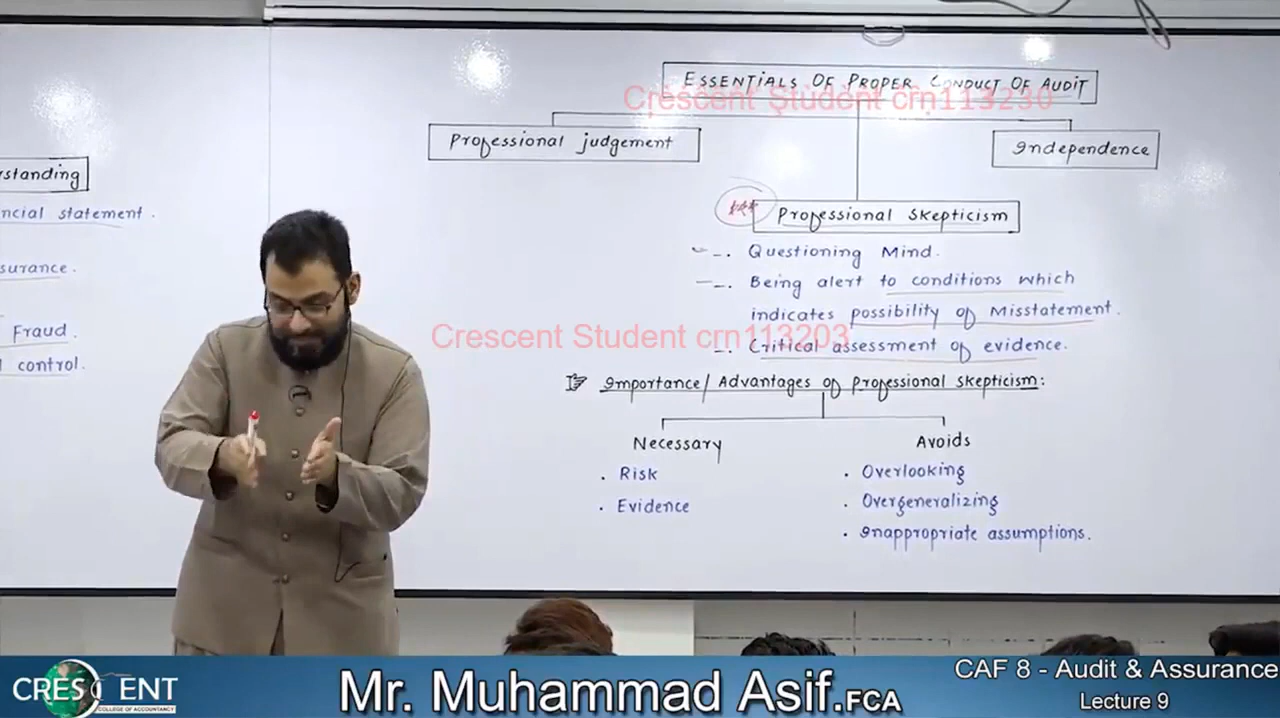 ESSENTIALS OF PROPER CONDUCT OF AUDIT
Crescent Student crn113230
Professional judgement
Independence
rstanding
ncial statement.
surance.
Fraud.
l control.
*** Professional Skepticism
-. Questioning Mind.
-. Being alert to conditions which
indicates possibility of Misstatement.
Crescent Student crn113203
-. Critical assessment of evidence.
Importance/ Advantages of Professional Skepticism:
Necessary
. Risk
. Evidence
Avoids
. Overlooking
. Overgeneralizing
. Inappropriate assumptions.
CRESCENT
COLLEGE OF ACCOUNTANCY
Mr. Muhammad Asif.FCA
CAF 8 - Audit & Assurance
Lecture 9